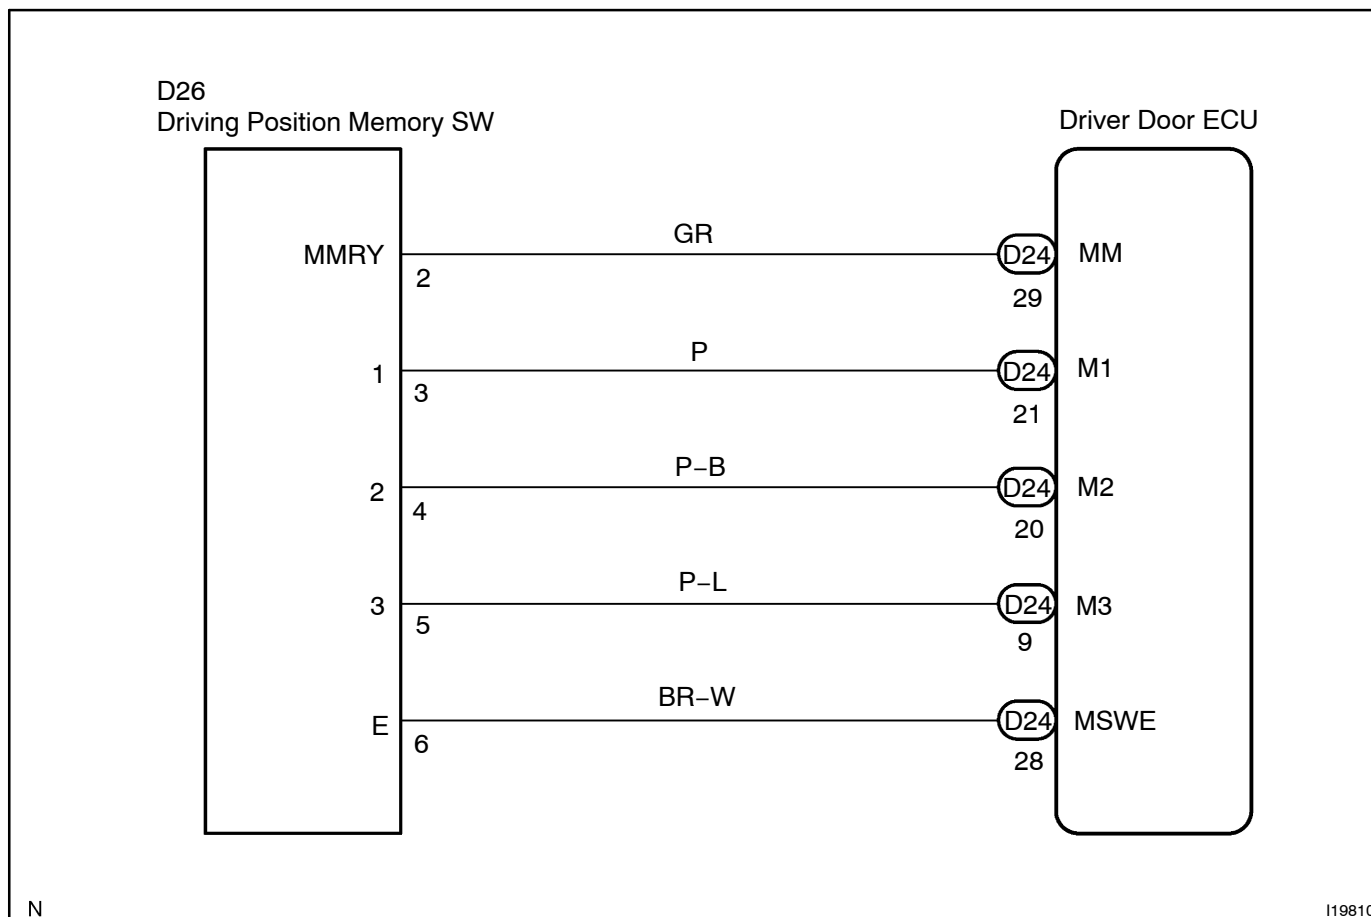 D26
Driving Position Memory SW
Driver Door ECU
GR
MMRY
2
D24
MM
29
P
1
3
D24
M1
21
P−B
2
4
D24
M2
20
P−L
3
5
D24
M3
9
BR−W
E
6
D24
MSWE
28
N
I19810